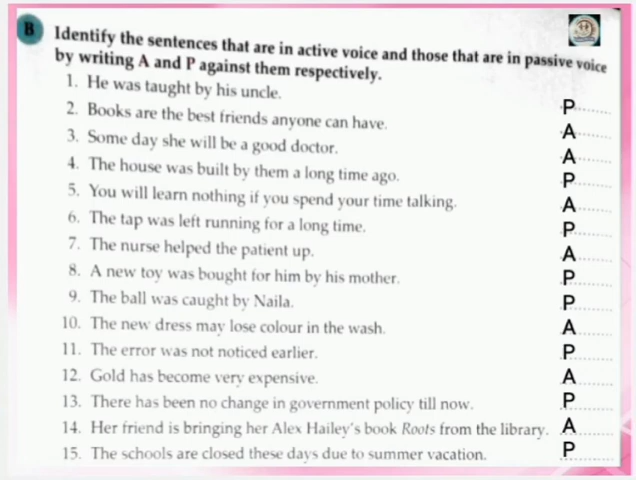 B Identify the sentences that are in active voice and those that are in passive voice
by writing A and P against them respectively.
1. He was taught by his uncle. P
2. Books are the best friends anyone can have. A
3. Some day she will be a good doctor. A
4. The house was built by them a long time ago. P
5. You will learn nothing if you spend your time talking. A
6. The tap was left running for a long time. P
7. The nurse helped the patient up. A
8. A new toy was bought for him by his mother. P
9. The ball was caught by Naila. P
10. The new dress may lose colour in the wash. A
11. The error was not noticed earlier. P
12. Gold has become very expensive. A
13. There has been no change in government policy till now. P
14. Her friend is bringing her Alex Hailey's book Roots from the library. A
15. The schools are closed these days due to summer vacation. P